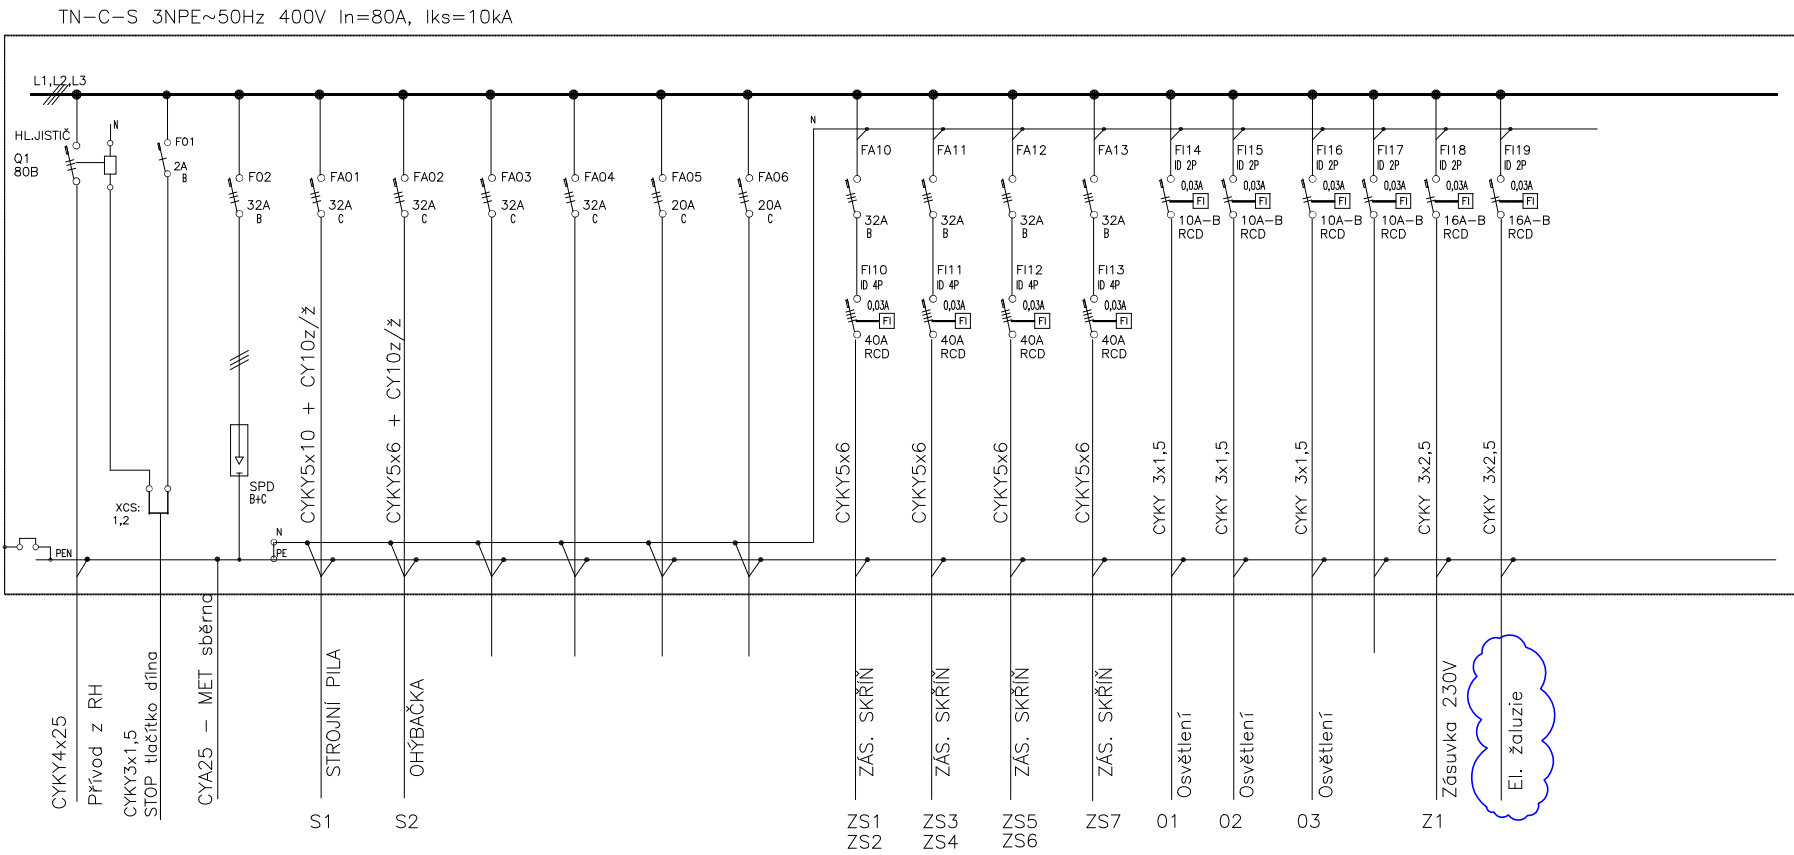 TN-C-S 3NPE~50Hz 400V In=80A, Iks=10kA
L1,L2,L3
HL.JISTIČ
Q1
80B
N
F01
2A
B
F02
32A
B
FA01
32A
C
FA02
32A
C
FA03
32A
C
FA04
32A
C
FA05
20A
C
FA06
20A
C
N
FA10
32A
B
FI10
ID 4P
0,03A
FI
40A
RCD
FA11
32A
B
FI11
ID 4P
0,03A
FI
40A
RCD
FA12
32A
B
FI12
ID 4P
0,03A
FI
40A
RCD
FA13
32A
B
FI13
ID 4P
0,03A
FI
40A
RCD
FI14
ID 2P
0,03A
FI
10A-B
RCD
FI15
ID 2P
0,03A
FI
10A-B
RCD
FI16
ID 2P
0,03A
FI
10A-B
RCD
FI17
ID 2P
0,03A
FI
10A-B
RCD
FI18
ID 2P
0,03A
FI
16A-B
RCD
FI19
ID 2P
0,03A
FI
16A-B
RCD
SPD
B+C
XCS:
1,2
PEN
N
PE
CYKY5x10 + CY10z/ž
CYKY5x6 + CY10z/ž
CYKY5x6
CYKY5x6
CYKY5x6
CYKY5x6
CYKY 3x1,5
CYKY 3x1,5
CYKY 3x1,5
CYKY 3x2,5
CYKY 3x2,5
CYKY4x25
Přívod z RH
CYKY3x1,5
STOP tlačítko dílna
CYA25 - MET sběrna
STROJNÍ PILA
OHÝBAČKA
ZÁS. SKŘÍŇ
ZÁS. SKŘÍŇ
ZÁS. SKŘÍŇ
ZÁS. SKŘÍŇ
Osvětlení
Osvětlení
Osvětlení
Zásuvka 230V
El. žaluzie
S1
S2
ZS1
ZS2
ZS3
ZS4
ZS5
ZS6
ZS7
O1
O2
O3
Z1